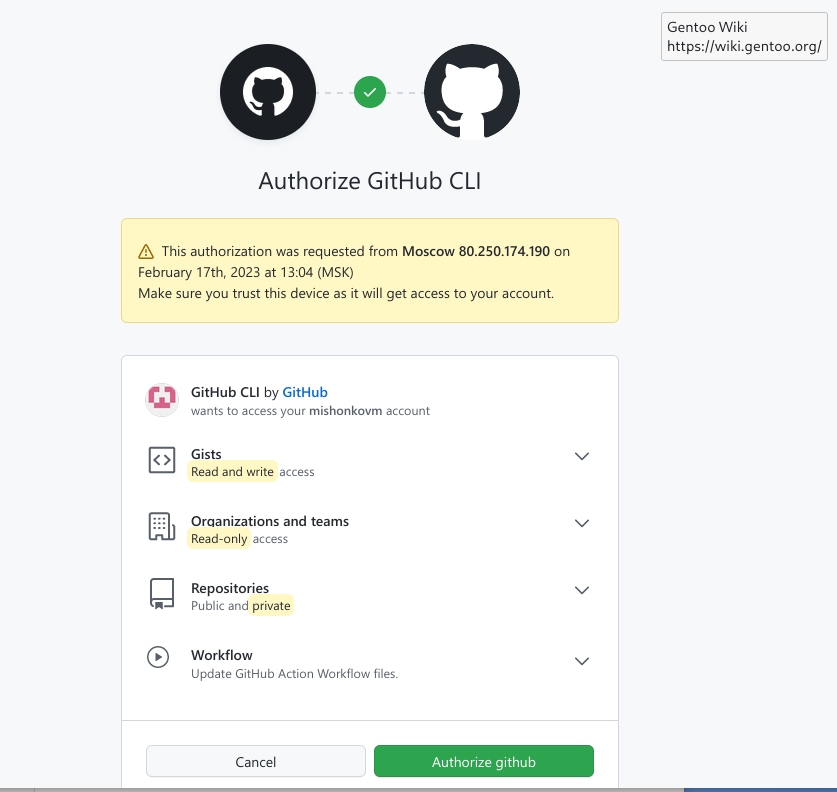 Gentoo Wiki
https://wiki.gentoo.org/
Authorize GitHub CLI
This authorization was requested from Moscow 80.250.174.190 on
February 17th, 2023 at 13:04 (MSK)
Make sure you trust this device as it will get access to your account.
GitHub CLI by GitHub
wants to access your mishonkovm account
Gists
Read and write access
Organizations and teams
Read-only access
Repositories
Public and private
Workflow
Update GitHub Action Workflow files.
Cancel
Authorize github